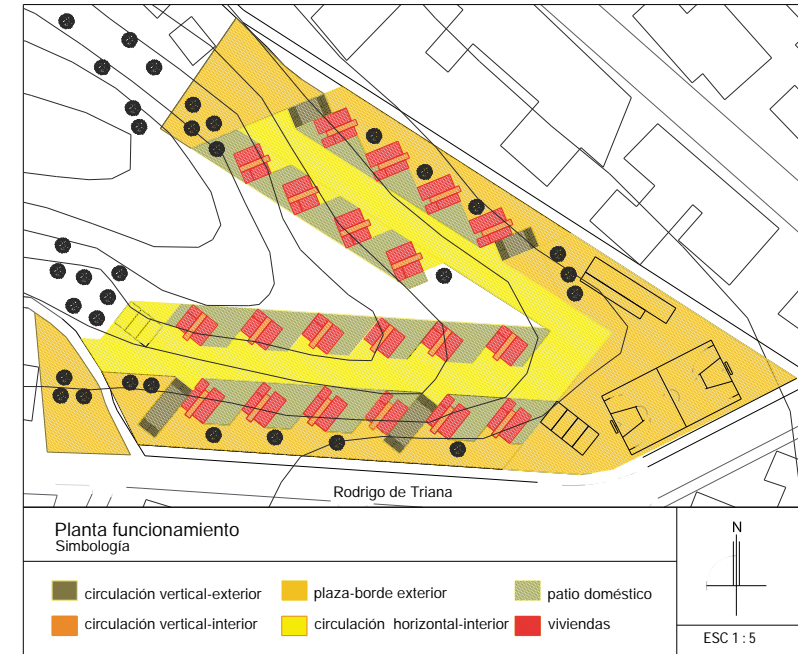 Rodrigo de Triana
Planta funcionamiento
Simbología
circulación vertical-exterior
plaza-borde exterior
patio doméstico
circulación vertical-interior
circulación horizontal-interior
viviendas
N
ESC 1 : 5